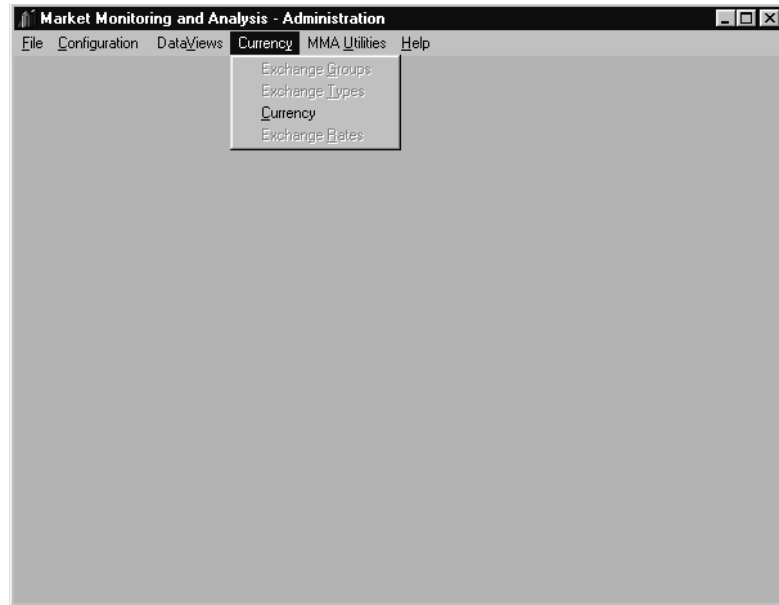 Market Monitoring and Analysis - Administration
File Configuration DataViews Currency MMA Utilities Help
Exchange Groups
Exchange Types
Currency
Exchange Rates